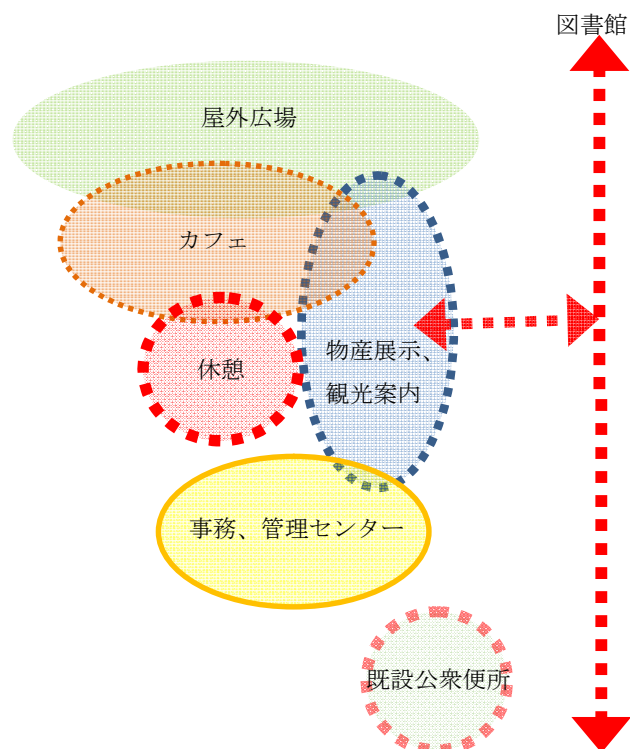 図書館
屋外広場
カフェ
物産展示、
観光案内
休憩
事務、管理センター
既設公衆便所